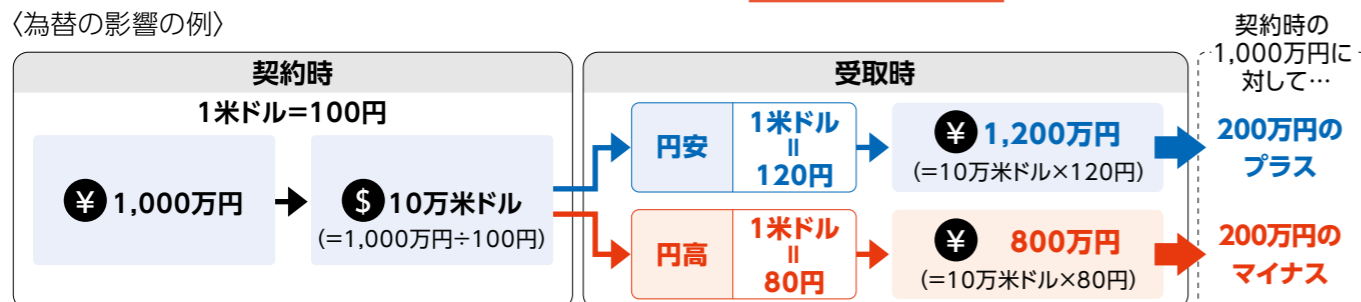 〈為替の影響の例〉
契約時
1米ドル=100円
¥ 1,000万円
$ 10万米ドル
(=1,000万円÷100円)
受取時
円安
1米ドル
=
120円
¥ 1,200万円
(=10万米ドル×120円)
円高
1米ドル
=
80円
¥ 800万円
(=10万米ドル×80円)
契約時の
1,000万円に
対して…
200万円の
プラス
200万円の
マイナス